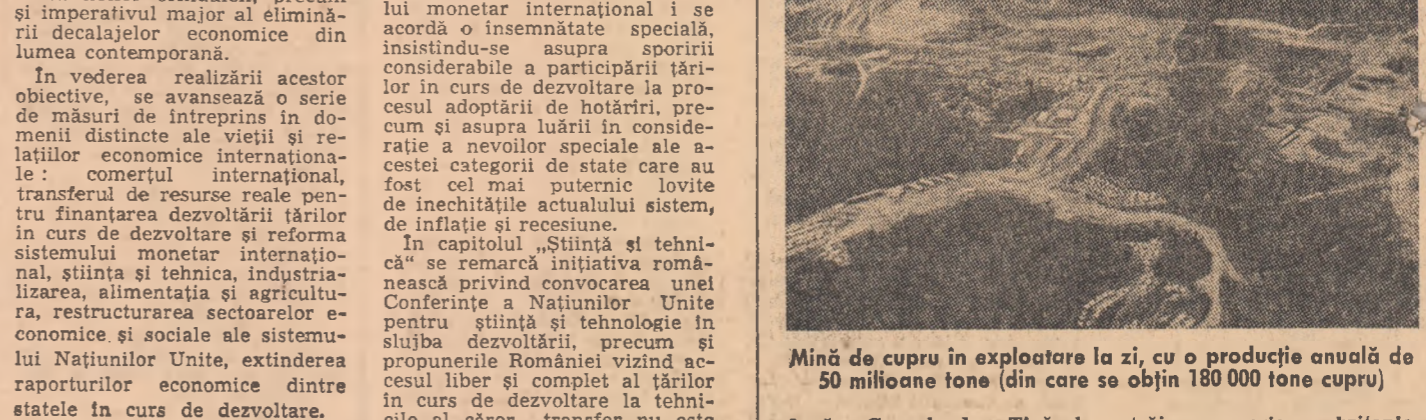 și imperativul major al elimină-
rii decalajelor economice din
lumea contemporană.
În vederea realizării acestor
obiective, se avansează o serie
de măsuri de întreprins în do-
menii distincte ale vieții și re-
lațiilor economice internaționa-
le : comerțul internațional,
transferul de resurse reale pen-
tru finanțarea dezvoltării țărilor
în curs de dezvoltare și reforma
sistemului monetar internațio-
nal, știința și tehnica, industria-
lizarea, alimentația și agricultu-
ra, restructurarea sectoarelor e-
conomice și sociale ale sistemu-
lui Națiunilor Unite, extinderea
raporturilor economice dintre
statele în curs de dezvoltare.
lui monetar internațional i se
acordă o însemnătate specială,
insistîndu-se asupra sporirii
considerabile a participării țări-
lor în curs de dezvoltare la pro-
cesul adoptării de hotărîri, pre-
cum și asupra luării în conside-
rație a nevoilor speciale ale a-
cestei categorii de state care au
fost cel mai puternic lovite
de inechitățile actualului sistem,
de inflație și recesiune.
În capitolul „Știință și tehni-
că“ se remarcă inițiativa româ-
nească privind convocarea unei
Conferințe a Națiunilor Unite
pentru știință și tehnologie în
slujba dezvoltării, precum și
propunerile României vizînd ac-
cesul liber și complet al țărilor
în curs de dezvoltare la tehni-
Mină de cupru în exploatare la zi, cu o producție anuală de
50 milioane tone (din care se obțin 180 000 tone cupru)